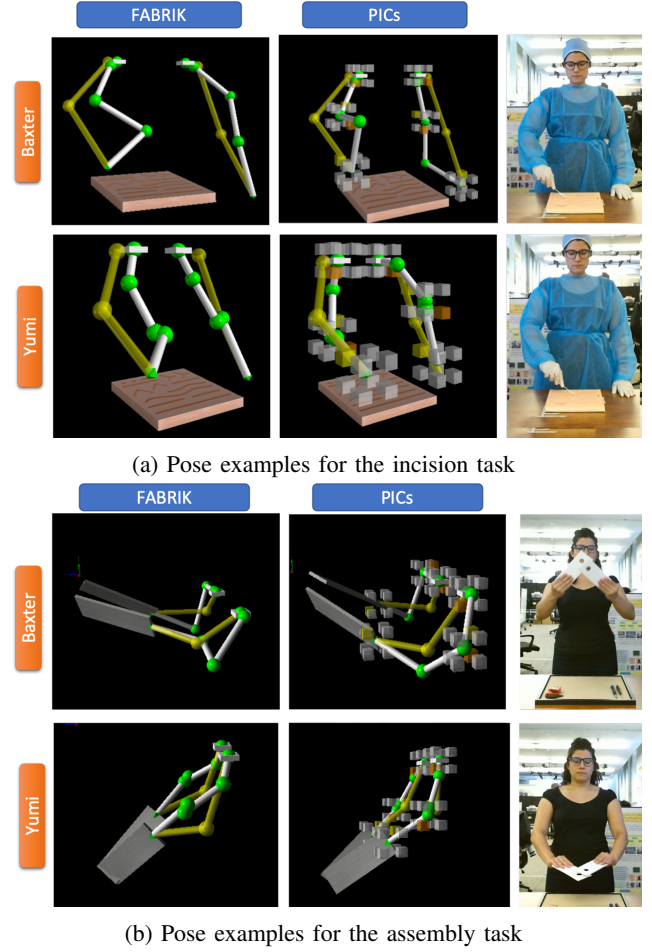 FABRIK PICs
Baxter
Yumi
(a) Pose examples for the incision task
FABRIK PICs
Baxter
Yumi
(b) Pose examples for the assembly task